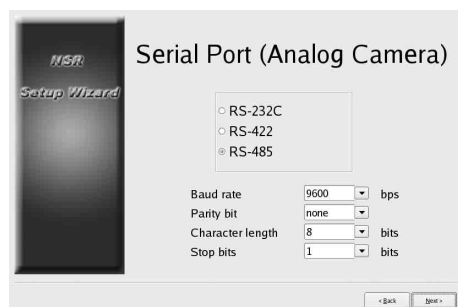 NSR
Setup Wizard
Serial Port (Analog Camera)
RS-232C
RS-422
RS-485
Baud rate 9600 bps
Parity bit none
Character length 8 bits
Stop bits 1 bits
< Back Next >